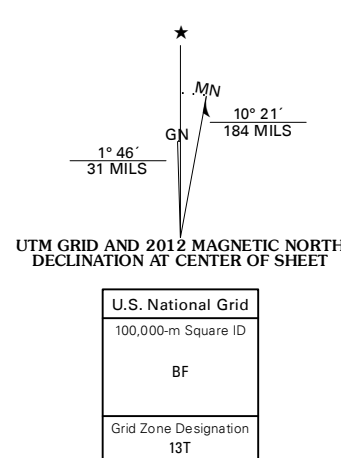 ★
MN
GN
10° 21´
184 MILS
1° 46´
31 MILS
UTM GRID AND 2012 MAGNETIC NORTH
DECLINATION AT CENTER OF SHEET
U.S. National Grid
100,000-m Square ID
BF
Grid Zone Designation
13T